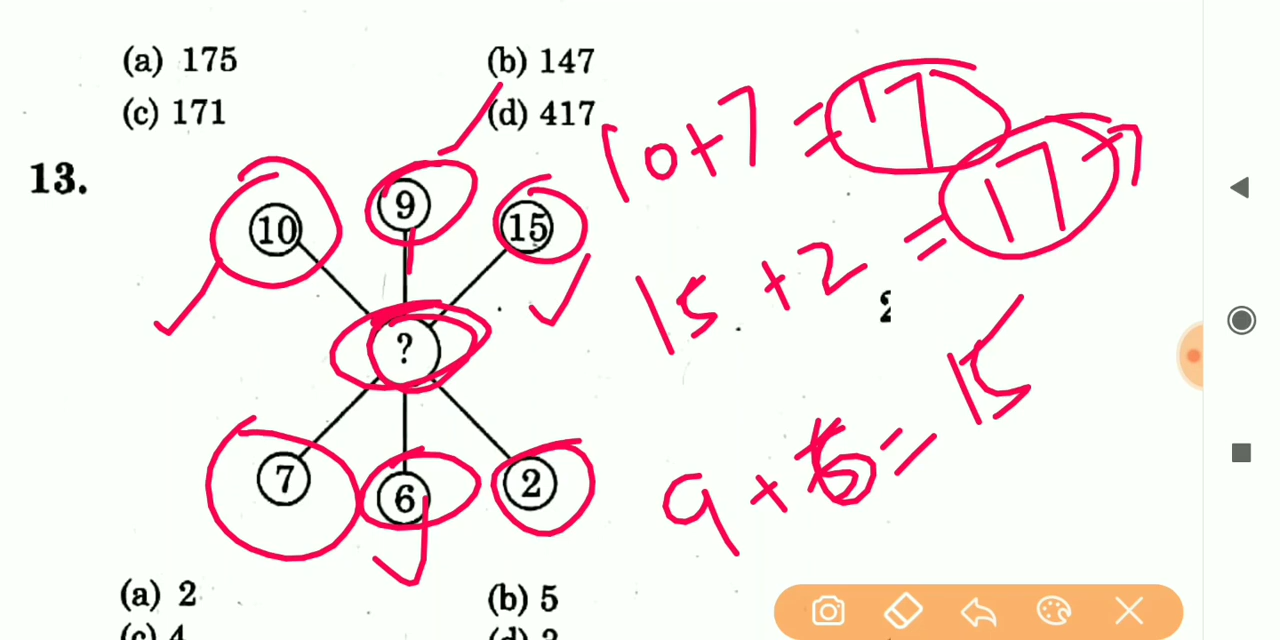 (a) 175
(b) 147
(c) 171
(d) 417
13.
10
9
15
?
7
6
2
10+7=17
15+2=17
9+6=15
(a) 2
(b) 5
(c) 4